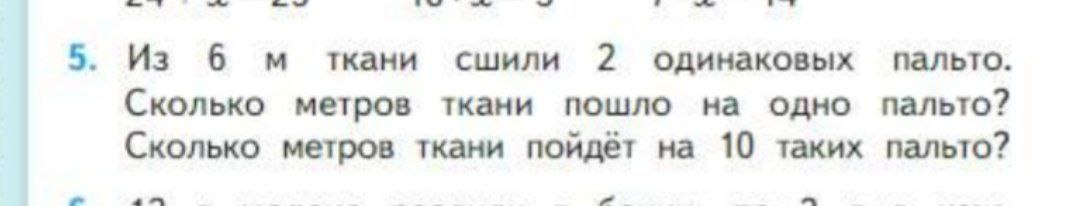 5. Из 6 м ткани сшили 2 одинаковых пальто.
Сколько метров ткани пошло на одно пальто?
Сколько метров ткани пойдёт на 10 таких пальто?